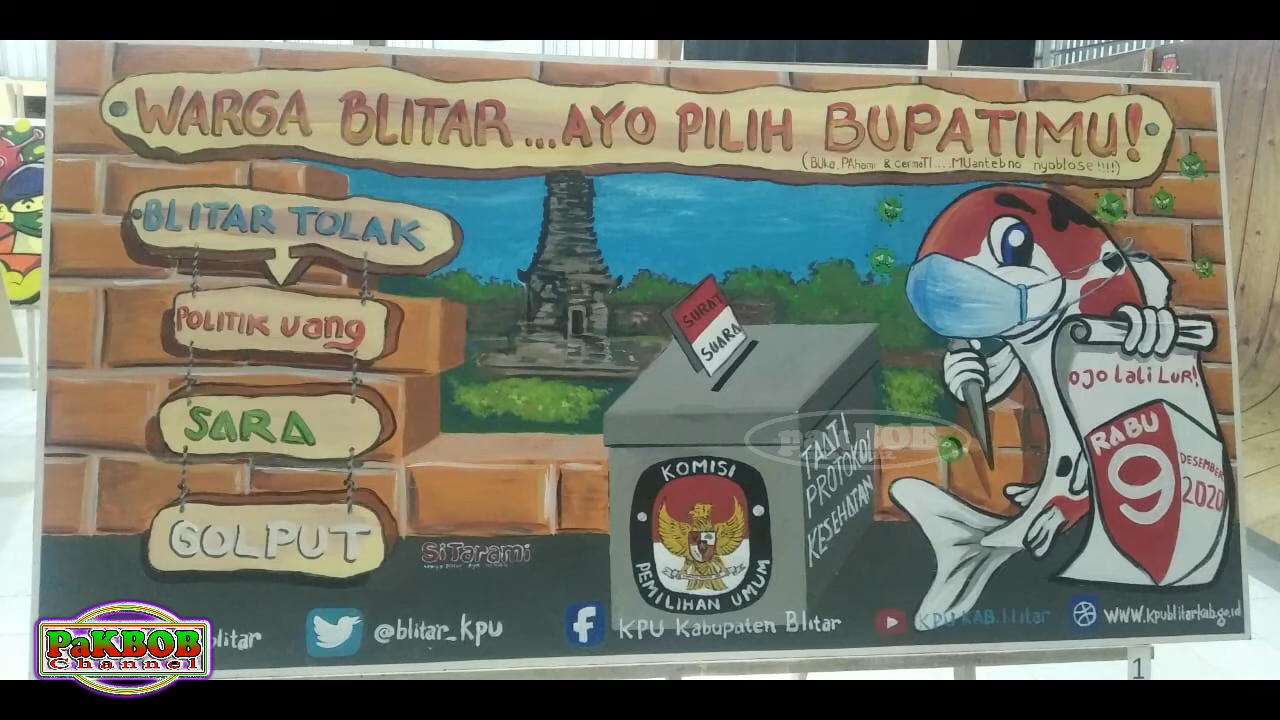 WARGA BLITAR...AYO PILIH BUPATIMU!
(BUka, PAhami & cermaTI....MUantebno nyoblose!!!!)
BLITAR TOLAK
POLITIK Uang
SARA
GOLPUT
SURAT
SUARA
KOMISI
PEMILIHAN UMUM
TAATI
PROTOKOL
KESEHATAN
OJO LALI LUR!
RABU
9
DESEMBER
2020
SiTarami
blitar
@blitar_kpu
KPU Kabupaten Blitar
KPU KAB.blitar
www.kpublitarkab.go.id
PaKBOB
Channel
1